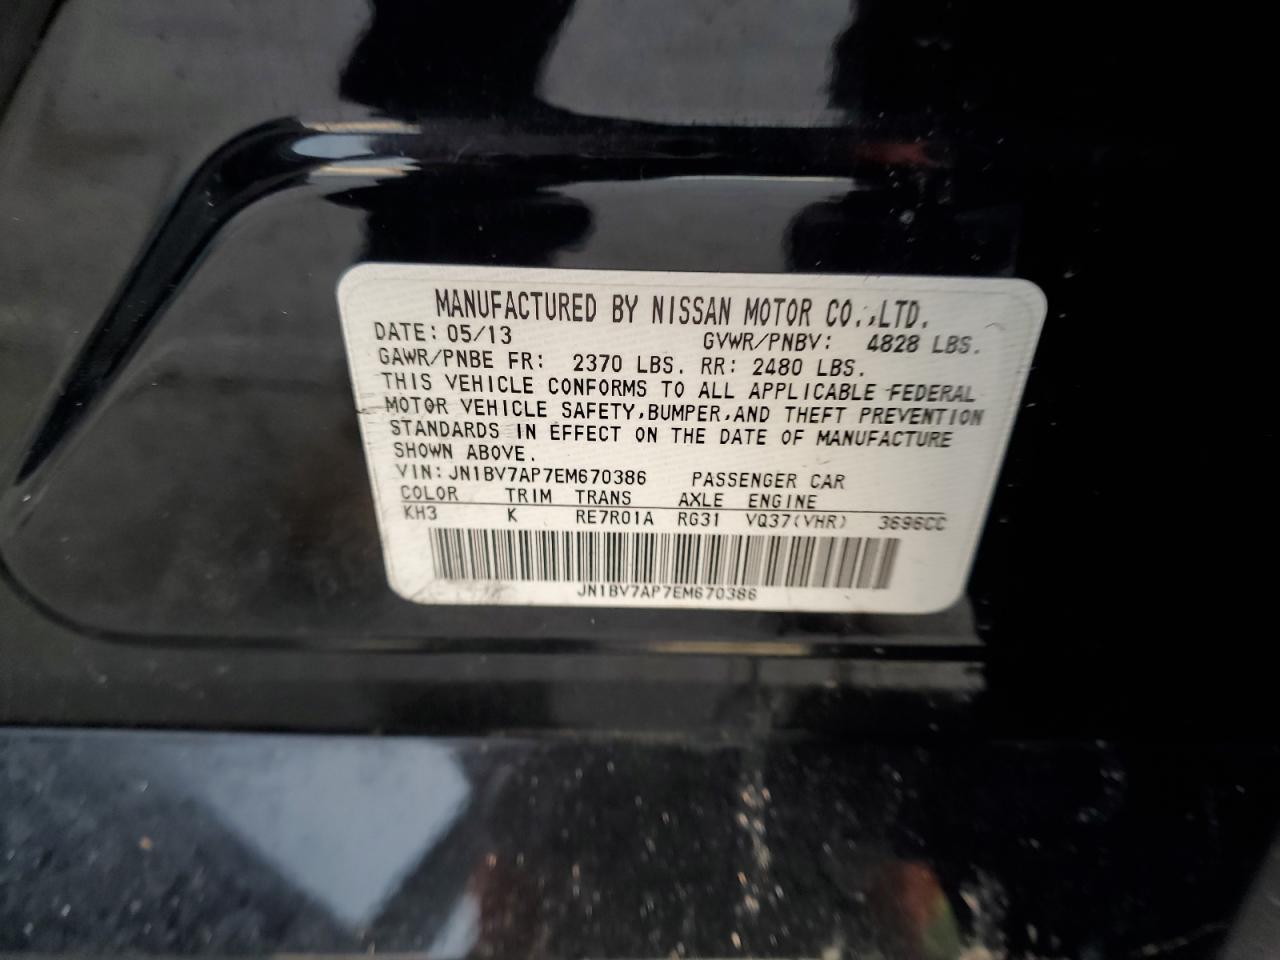 MANUFACTURED BY NISSAN MOTOR CO.,LTD.
DATE: 05/13 GVWR/PNBV: 4828 LBS.
GAWR/PNBE FR: 2370 LBS. RR: 2480 LBS.
THIS VEHICLE CONFORMS TO ALL APPLICABLE FEDERAL
MOTOR VEHICLE SAFETY,BUMPER,AND THEFT PREVENTION
STANDARDS IN EFFECT ON THE DATE OF MANUFACTURE
SHOWN ABOVE.
VIN: JN1BV7AP7EM670386 PASSENGER CAR
COLOR TRIM TRANS AXLE ENGINE
KH3 K RE7R01A RG31 VQ37(VHR) 3696CC
JN1BV7AP7EM670386